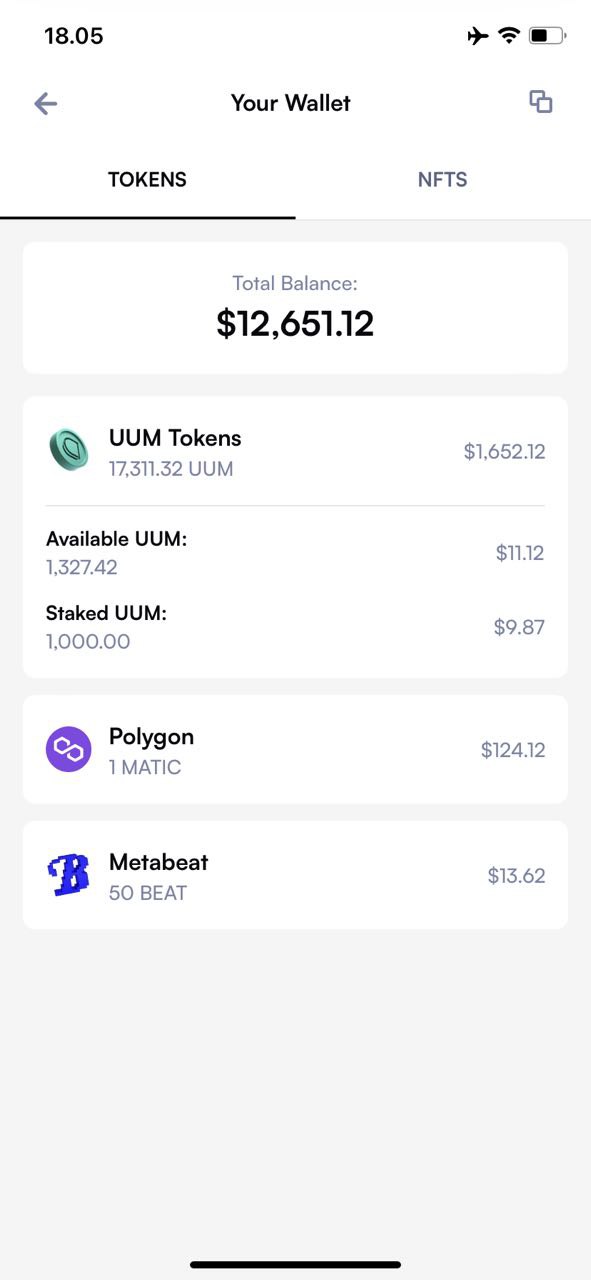 18.05
Your Wallet
TOKENS NFTS
Total Balance:
$12,651.12
UUM Tokens
17,311.32 UUM
$1,652.12
Available UUM:
1,327.42
$11.12
Staked UUM:
1,000.00
$9.87
Polygon
1 MATIC
$124.12
Metabeat
50 BEAT
$13.62